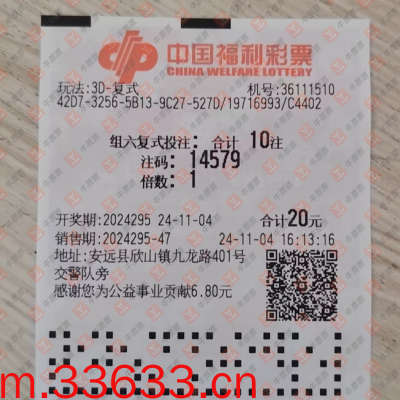 中国福利彩票
CHINA WELFARE LOTTERY
玩法:3D-复式 机号:36111510
42D7-3256-5B13-9C27-527D/19716993/C4402
组六复式投注: 合计 10注
注码: 14579
倍数: 1
开奖期:2024295 24-11-04 合计20元
销售期:2024295-47 24-11-04 16:13:16
地址:安远县欣山镇九龙路401号
交警队旁
感谢您为公益事业贡献6.80元
m.33633.cn